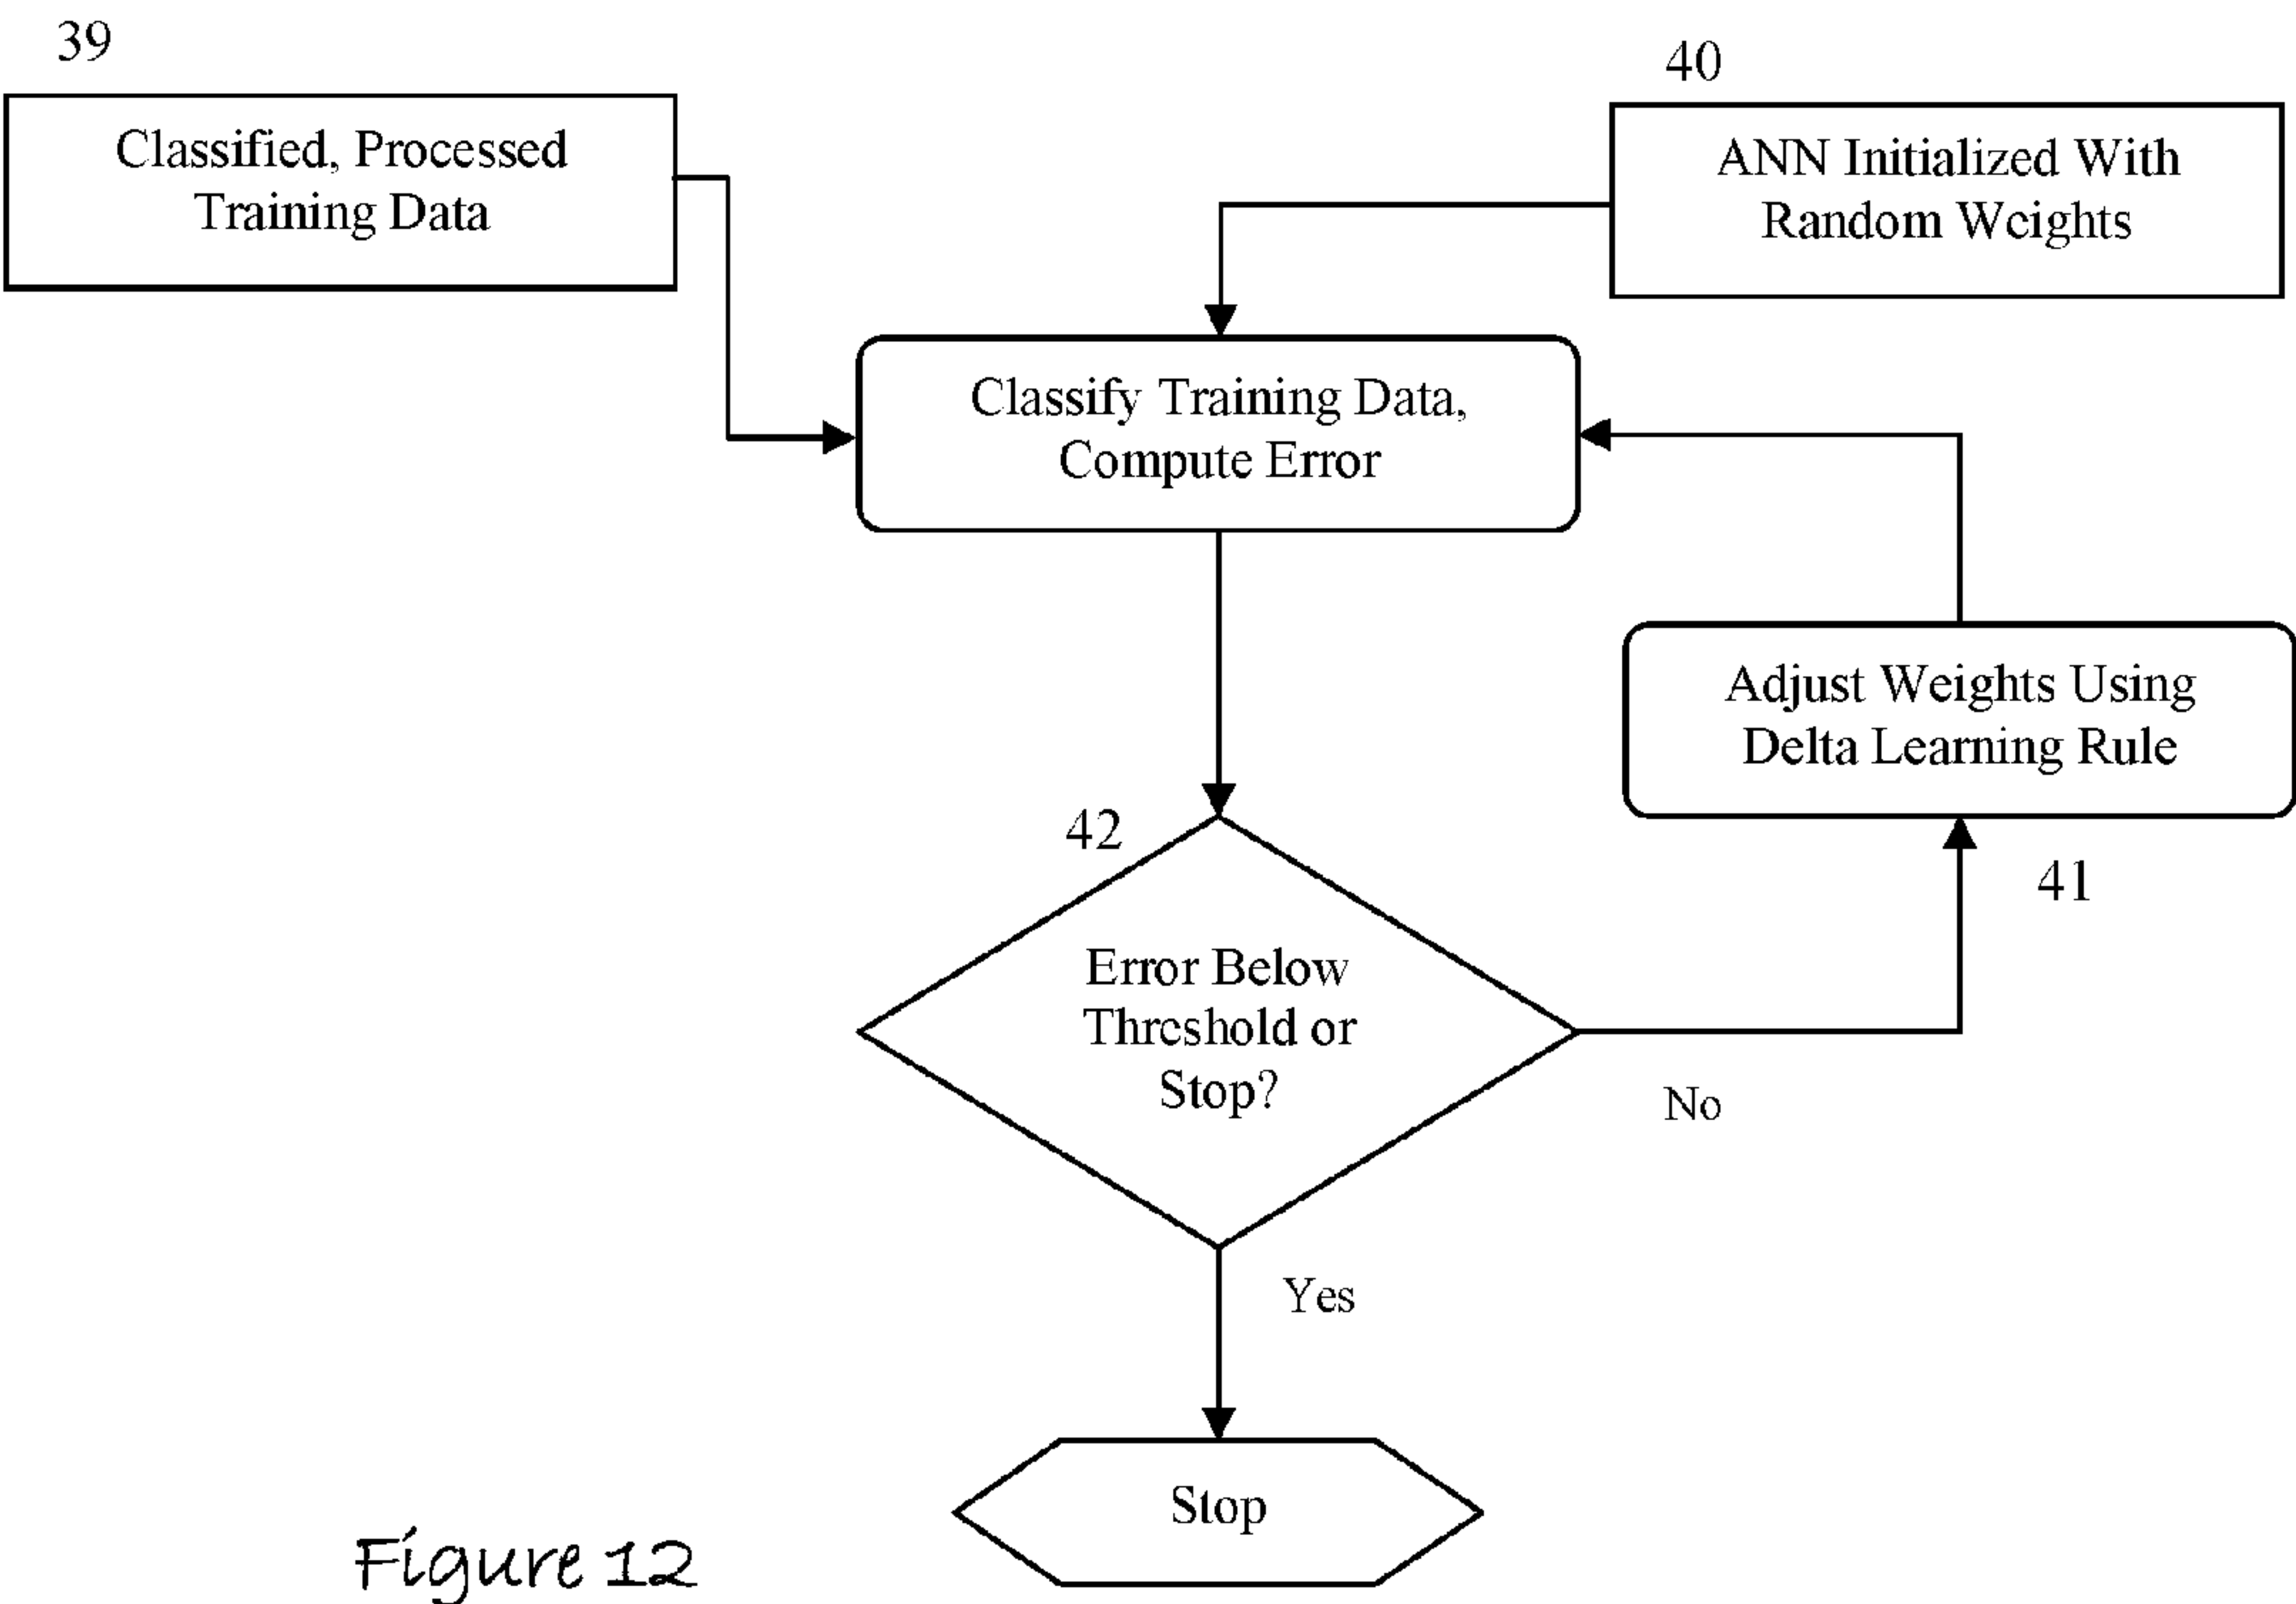 39
Classified, Processed
Training Data
40
ANN Initialized With
Random Weights
Classify Training Data,
Compute Error
Adjust Weights Using
Delta Learning Rule
41
42
Error Below
Threshold or
Stop?
No
Yes
Stop
Figure 12